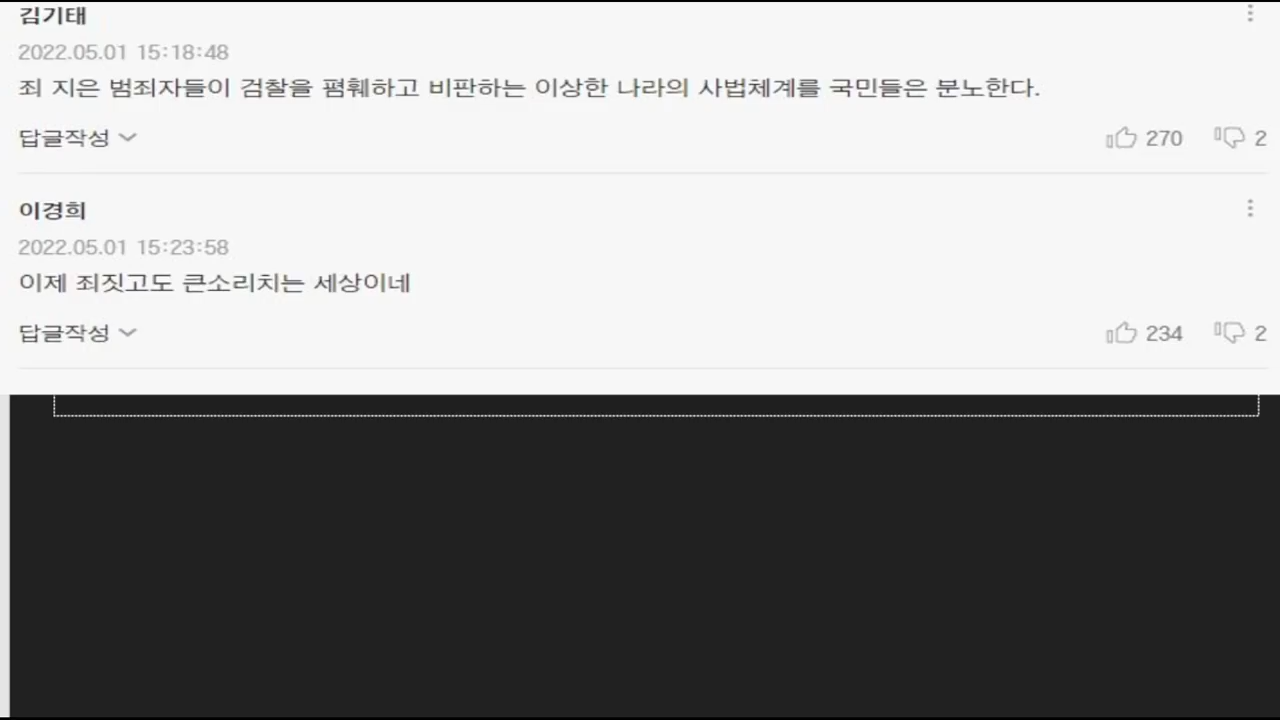 김기태
2022.05.01 15:18:48
죄 지은 범죄자들이 검찰을 폄훼하고 비판하는 이상한 나라의 사법체계를 국민들은 분노한다.
답글작성
270 2
이경희
2022.05.01 15:23:58
이제 죄짓고도 큰소리치는 세상이네
답글작성
234 2